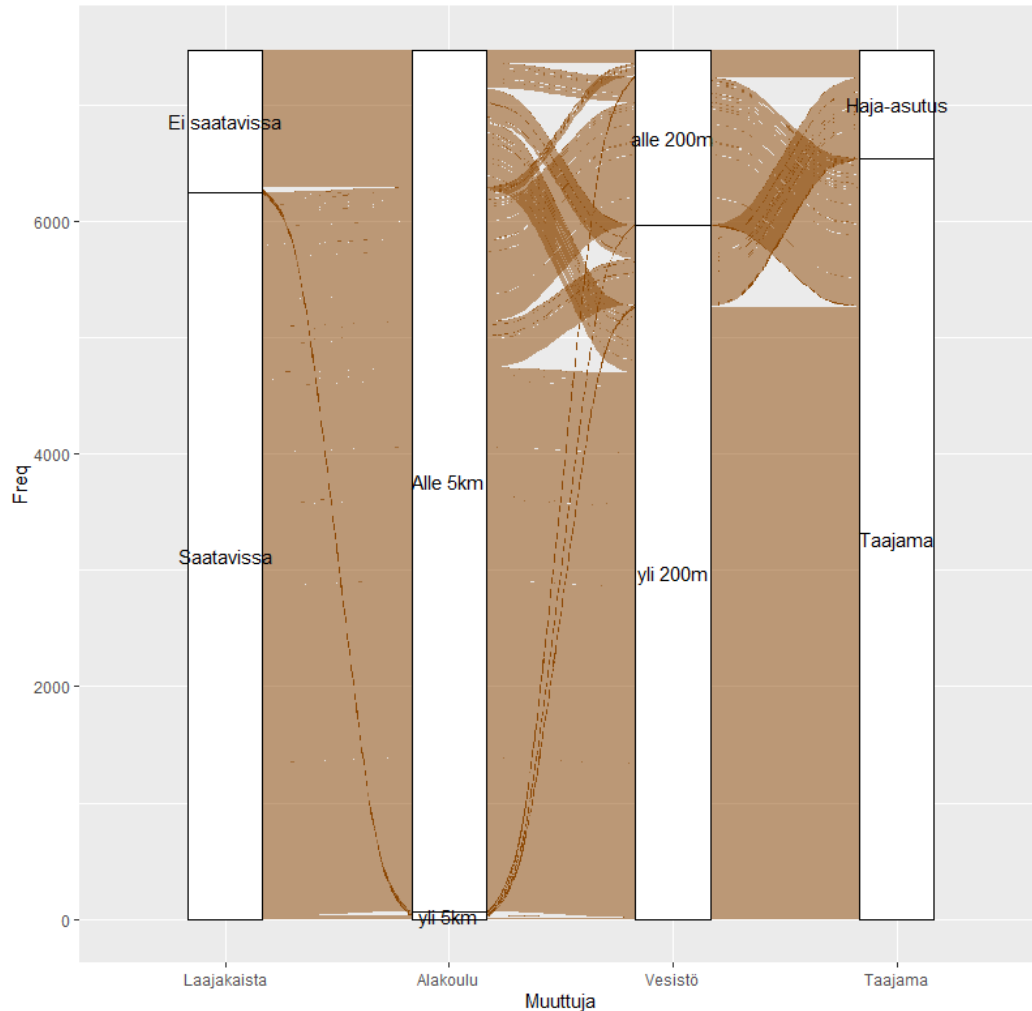 Freq
6000
4000
2000
0
Ei saatavissa
Saatavissa
Alle 5km
yli 5km
alle 200m
yli 200m
Haja-asutus
Taajama
Laajakaista
Alakoulu
Vesistö
Taajama
Muuttuja